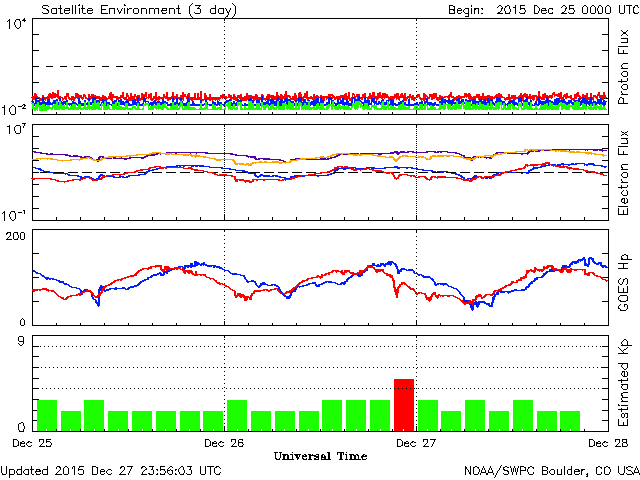 Satellite Environment (3 day) Begin: 2015 Dec 25 0000 UTC
10⁴
10⁻²
Proton Flux
10⁷
10⁻¹
Electron Flux
200
0
GOES Hp
9
0
Estimated Kp
Dec 25 Dec 26 Dec 27 Dec 28
Universal Time
Updated 2015 Dec 27 23:56:03 UTC NOAA/SWPC Boulder, CO USA